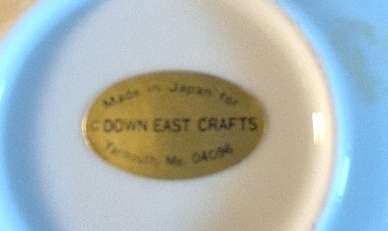 Made in Japan for
© DOWN EAST CRAFTS
Yarmouth, Me. 04096